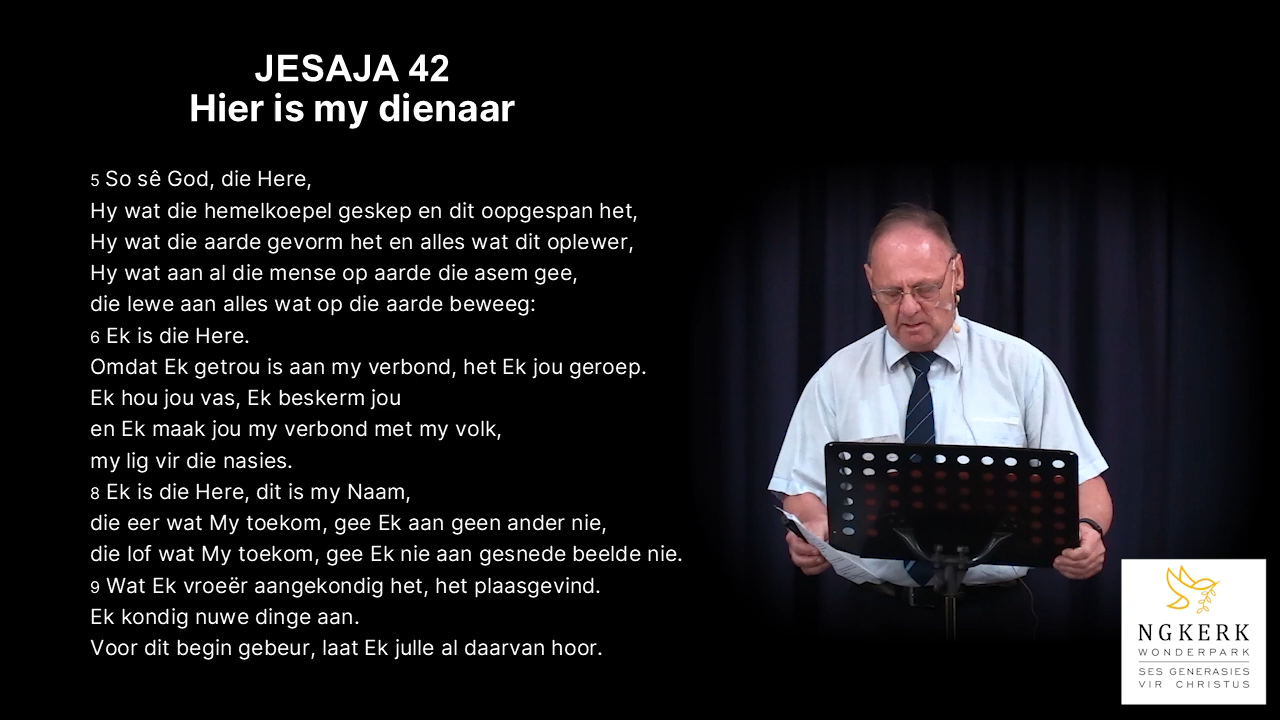 JESAJA 42
Hier is my dienaar
5 So sê God, die Here,
Hy wat die hemelkoepel geskep en dit oopgespan het,
Hy wat die aarde gevorm het en alles wat dit oplewer,
Hy wat aan al die mense op aarde die asem gee,
die lewe aan alles wat op die aarde beweeg:
6 Ek is die Here.
Omdat Ek getrou is aan my verbond, het Ek jou geroep.
Ek hou jou vas, Ek beskerm jou
en Ek maak jou my verbond met my volk,
my lig vir die nasies.
8 Ek is die Here, dit is my Naam,
die eer wat My toekom, gee Ek aan geen ander nie,
die lof wat My toekom, gee Ek nie aan gesnede beelde nie.
9 Wat Ek vroeër aangekondig het, het plaasgevind.
Ek kondig nuwe dinge aan.
Voor dit begin gebeur, laat Ek julle al daarvan hoor.
NGKERK
WONDERPARK
SES GENERASIES
VIR CHRISTUS